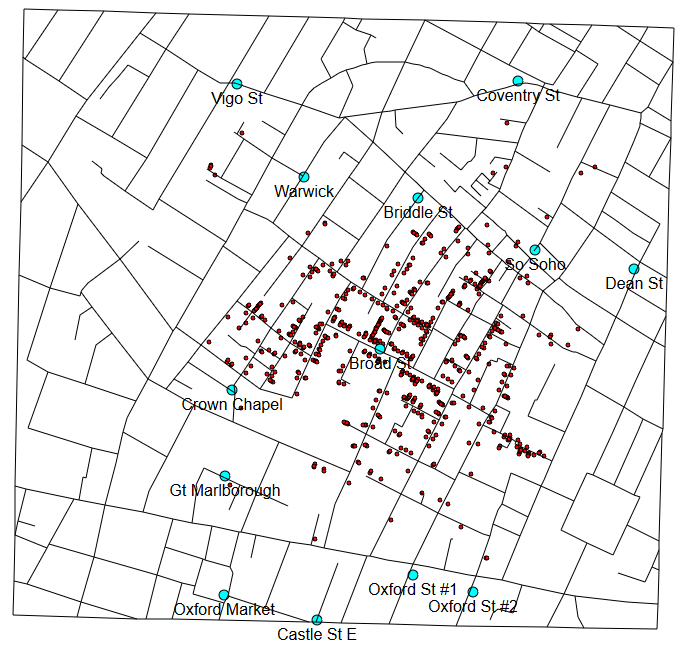 Vigo St
Coventry St
Warwick
Briddle St
So Soho
Dean St
Broad St
Crown Chapel
Gt Marlborough
Oxford St #1
Oxford St #2
Oxford Market
Castle St E